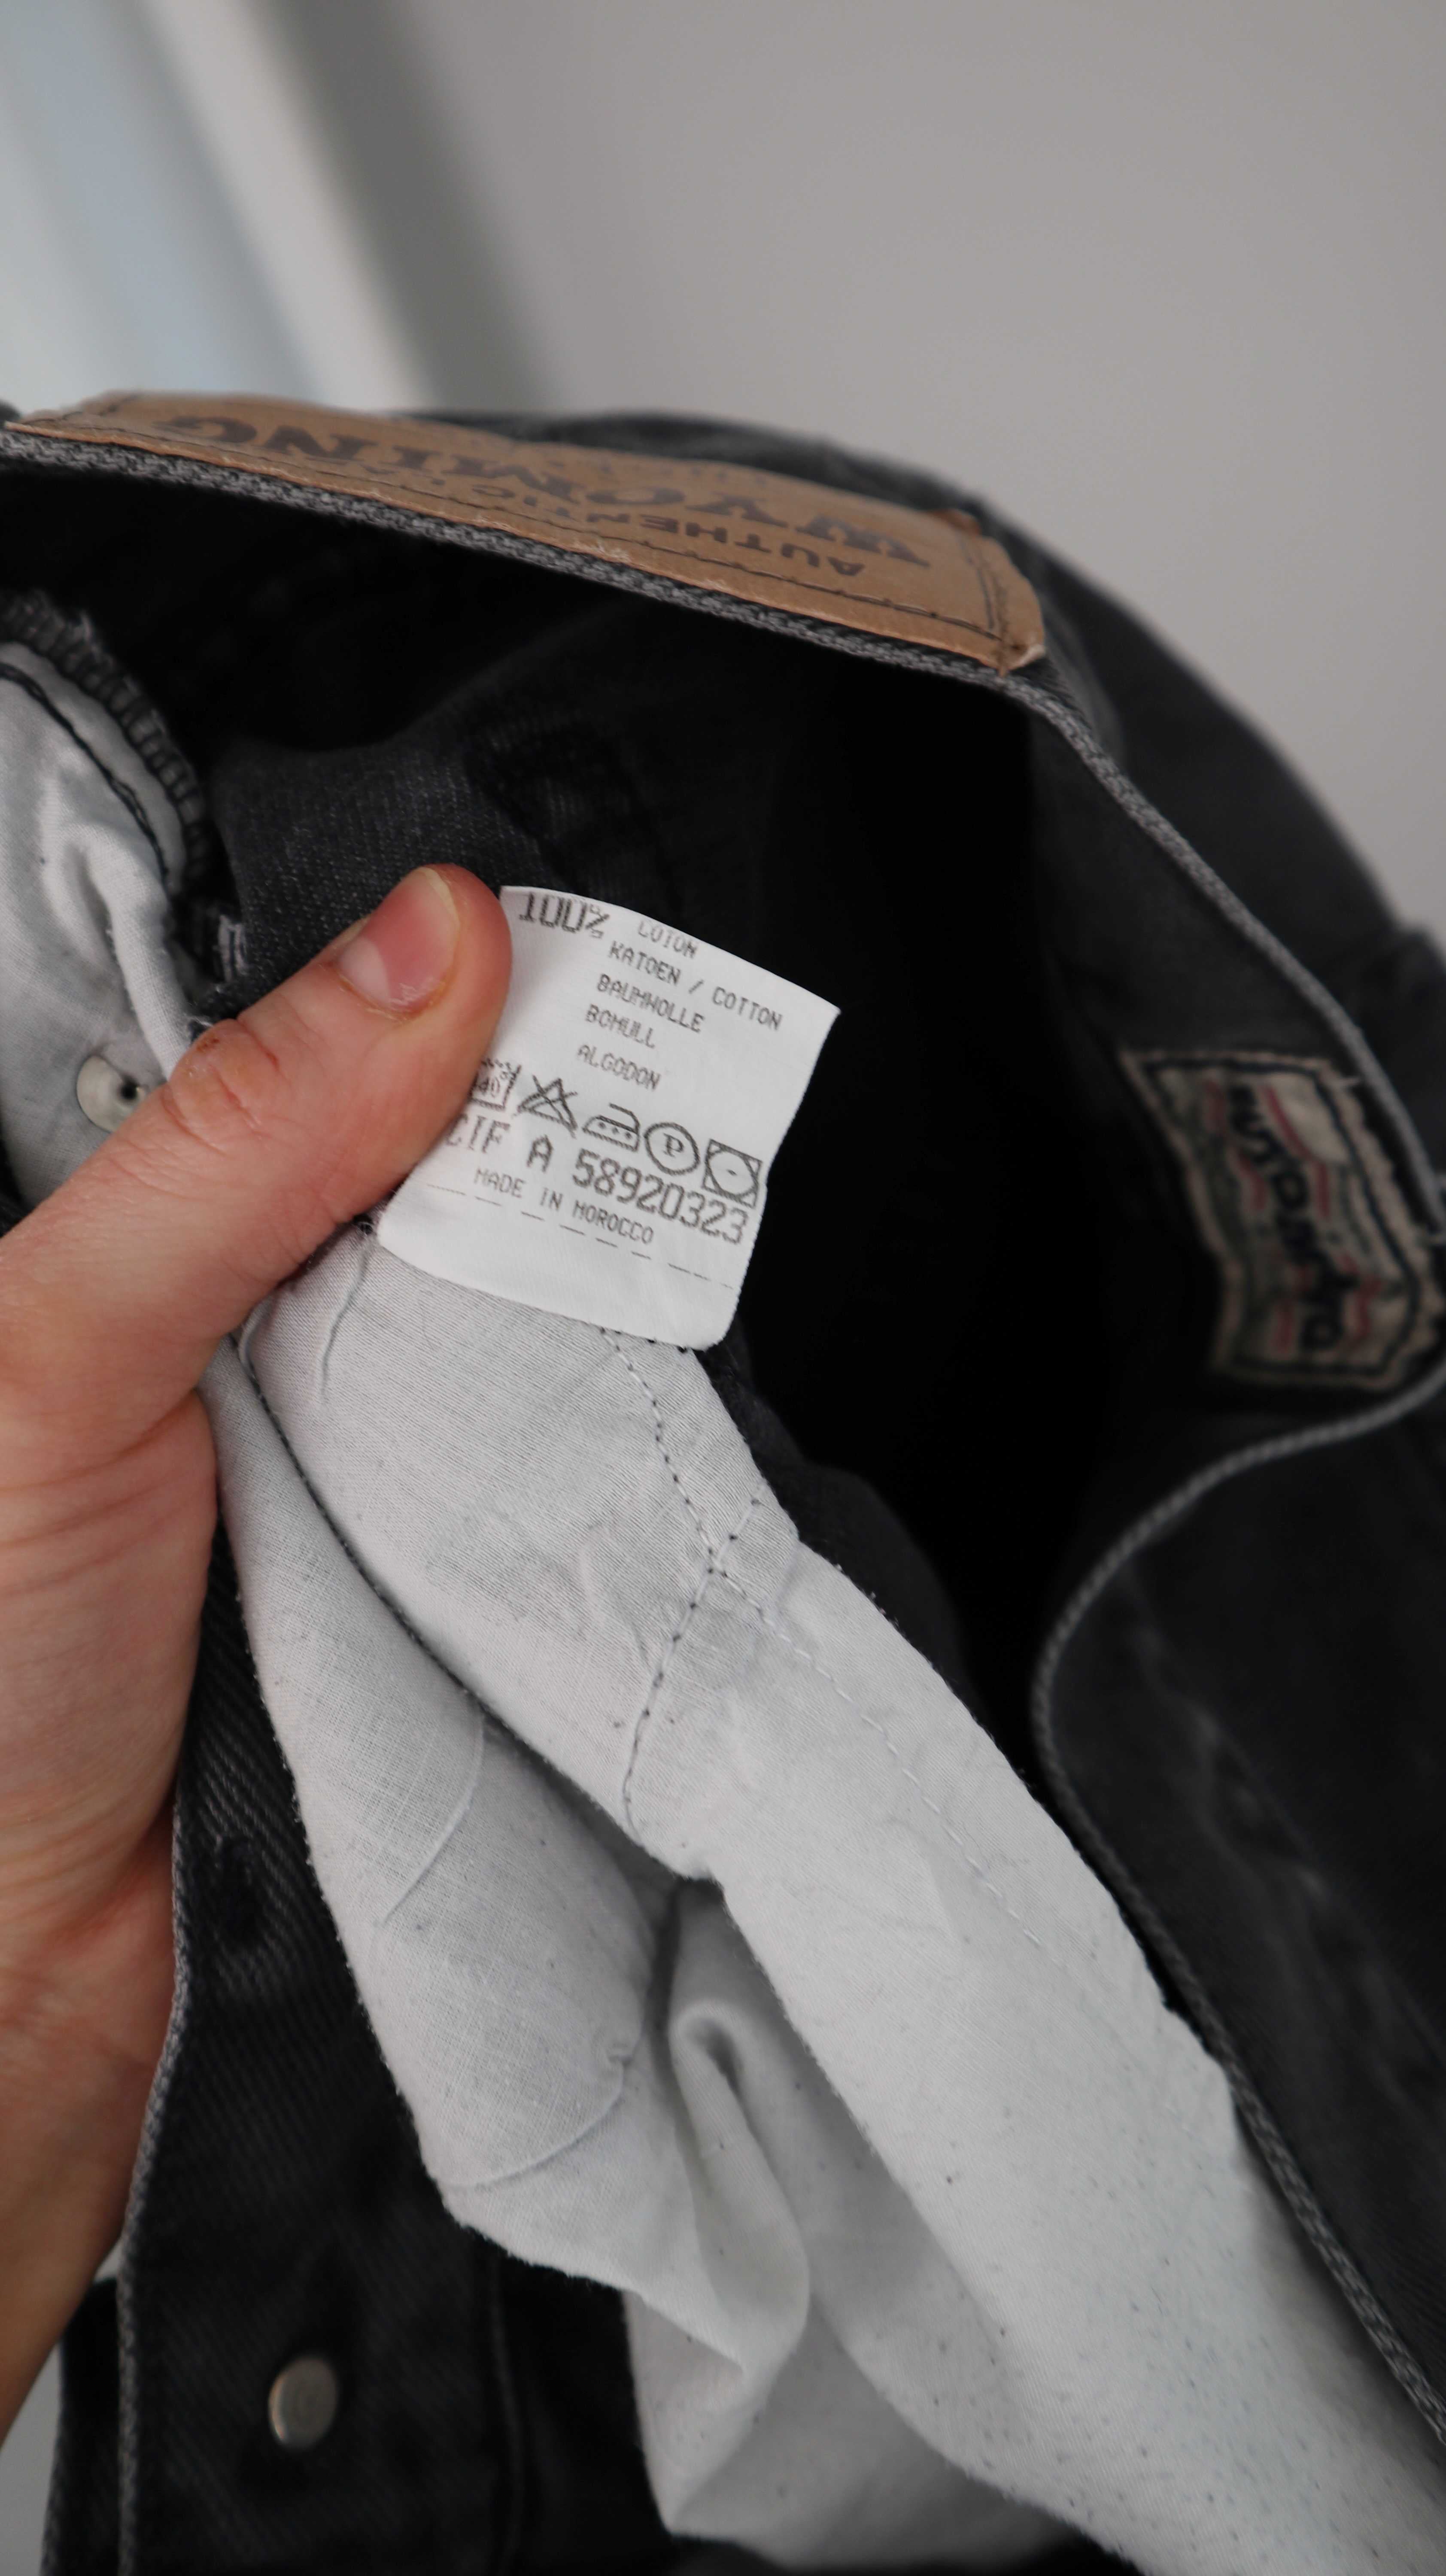 AUTHENTIC
WYOMING
100% COTON
KATOEN / COTTON
BAUMWOLLE
BOMULL
ALGODON
P
CIF A 58920323
MADE IN MOROCCO